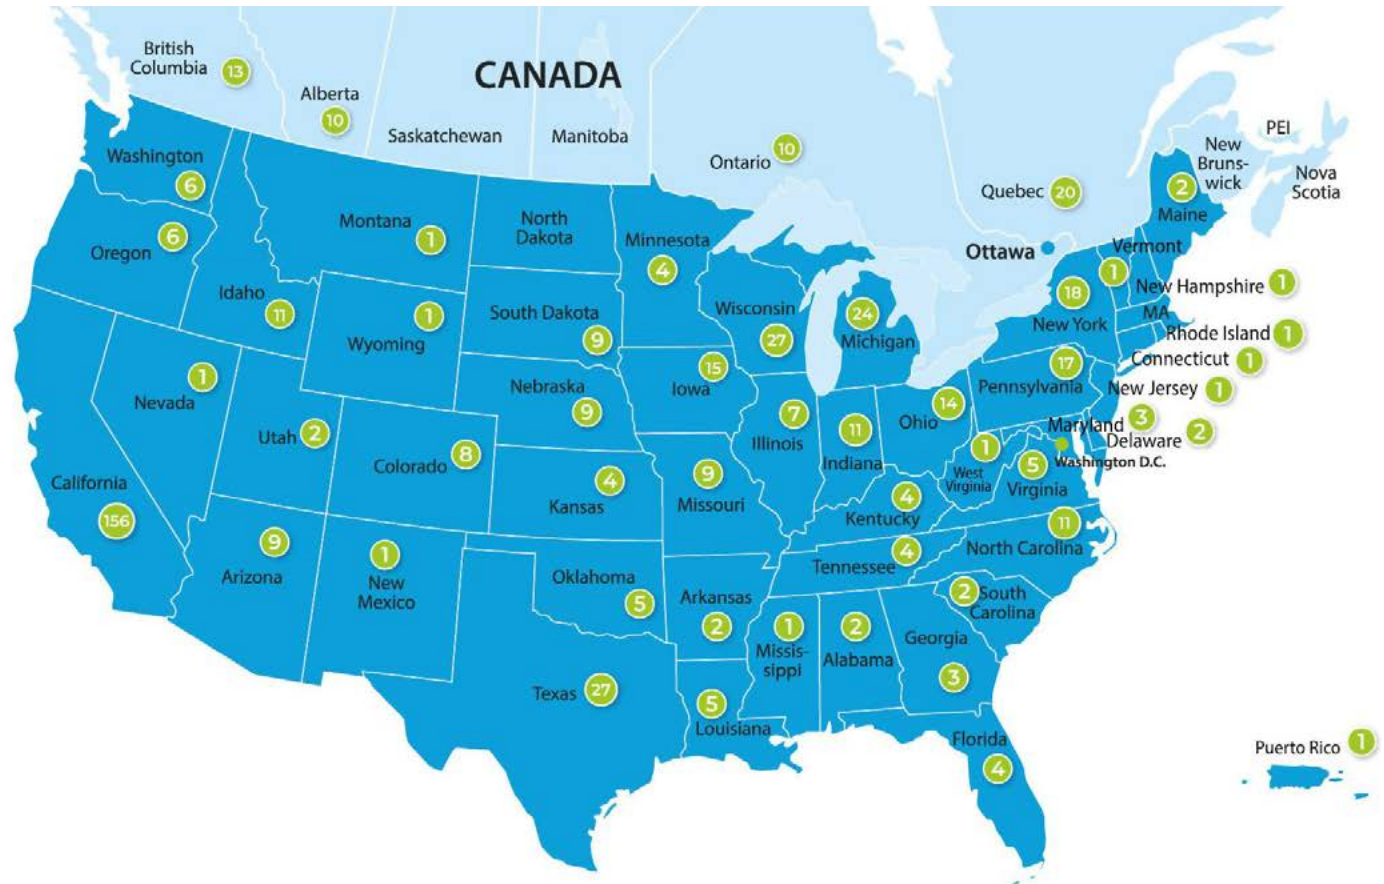 British
Columbia
13
Alberta
10
CANADA
Saskatchewan
Manitoba
Ontario
10
Quebec
20
PEI
New
Bruns-
wick
Nova
Scotia
Ottawa
Washington
6
Oregon
6
Idaho
11
Montana
1
North
Dakota
Minnesota
4
Wisconsin
27
Michigan
24
New York
18
Vermont
1
Maine
2
New Hampshire
1
MA
Rhode Island
1
Connecticut
1
New Jersey
1
Maryland
3
Delaware
2
Washington D.C.
Wyoming
1
South Dakota
9
Nebraska
9
Iowa
15
Illinois
7
Indiana
11
Ohio
14
Pennsylvania
17
West
Virginia
1
Virginia
5
Nevada
1
Utah
2
Colorado
8
Kansas
4
Missouri
9
Kentucky
4
North Carolina
11
California
156
Arizona
9
New
Mexico
1
Oklahoma
5
Arkansas
2
Tennessee
4
South
Carolina
2
Texas
27
Louisiana
5
Missis-
sippi
1
Alabama
2
Georgia
3
Florida
4
Puerto Rico
1